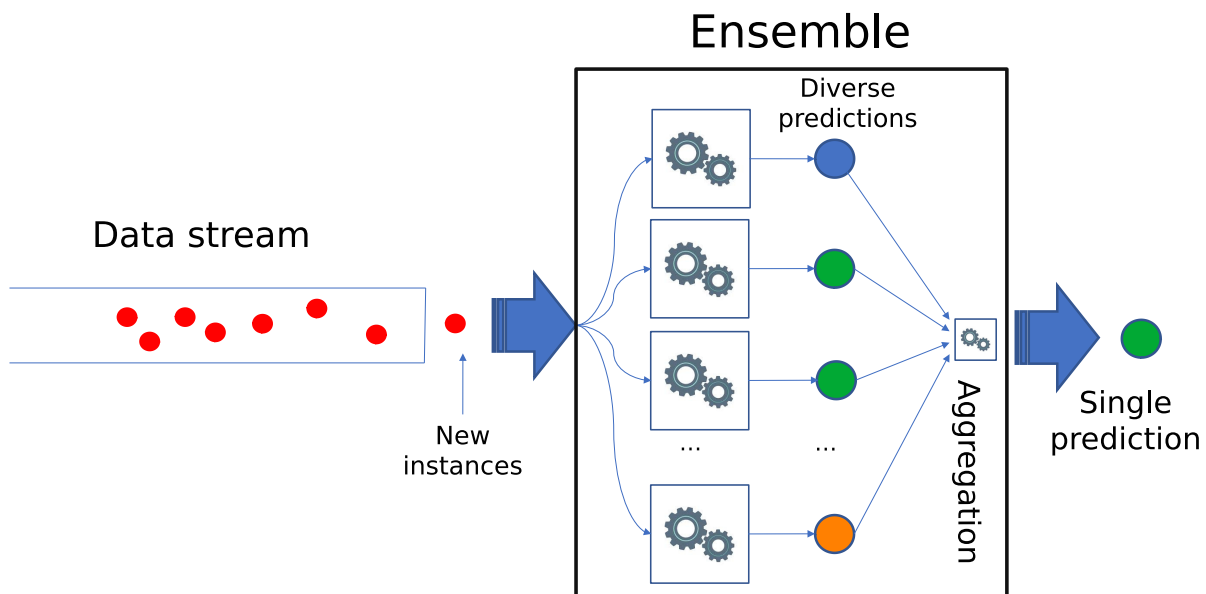 Ensemble
Diverse
predictions
Data stream
New
instances
...
...
Aggregation
Single
prediction